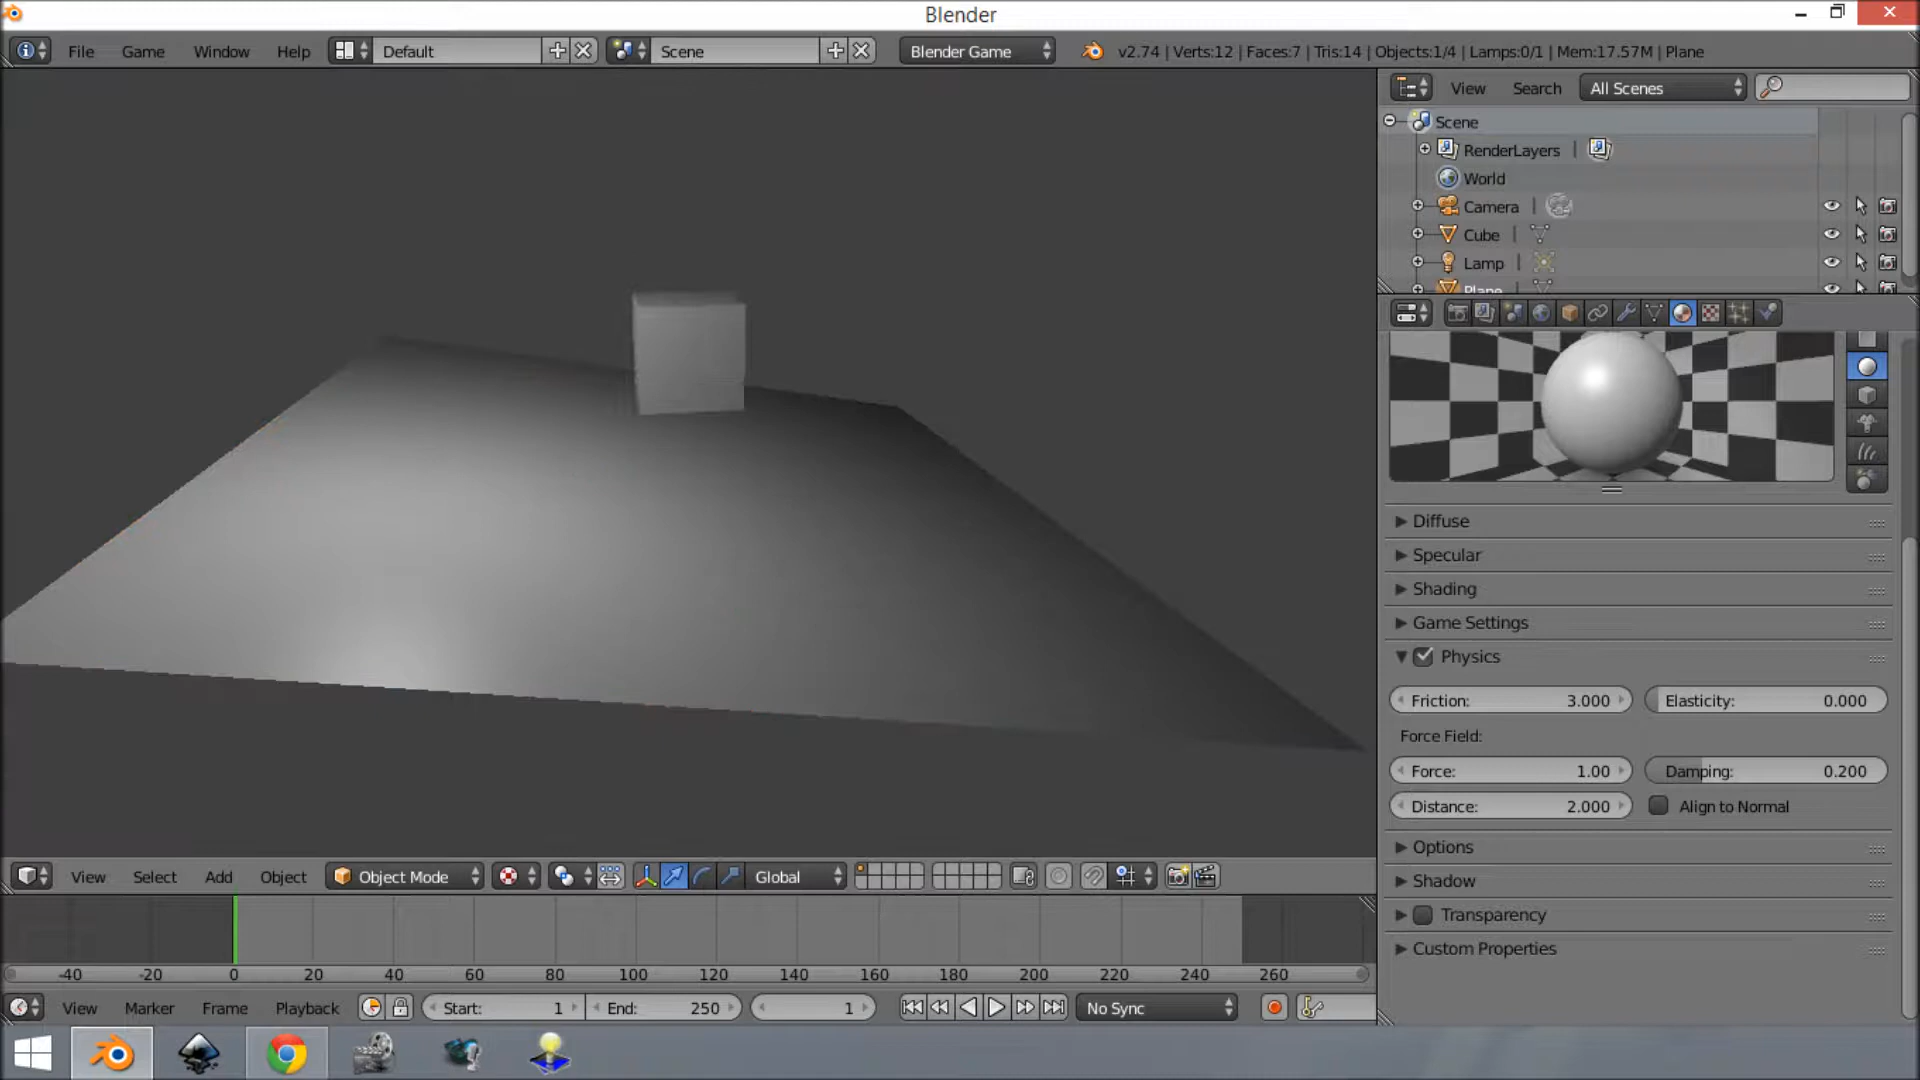 Blender
File Game Window Help Default Scene Blender Game v2.74 | Verts:12 | Faces:7 | Tris:14 | Objects:1/4 | Lamps:0/1 | Mem:17.57M | Plane
View Search All Scenes
Scene
RenderLayers |
World
Camera |
Cube |
Lamp |
Plane
Diffuse
Specular
Shading
Game Settings
Physics
Friction: 3.000 Elasticity: 0.000
Force Field:
Force: 1.00 Damping: 0.200
Distance: 2.000 Align to Normal
Options
Shadow
Transparency
Custom Properties
View Select Add Object Object Mode Global
-40 -20 0 20 40 60 80 100 120 140 160 180 200 220 240 260
View Marker Frame Playback Start: 1 End: 250 1 No Sync